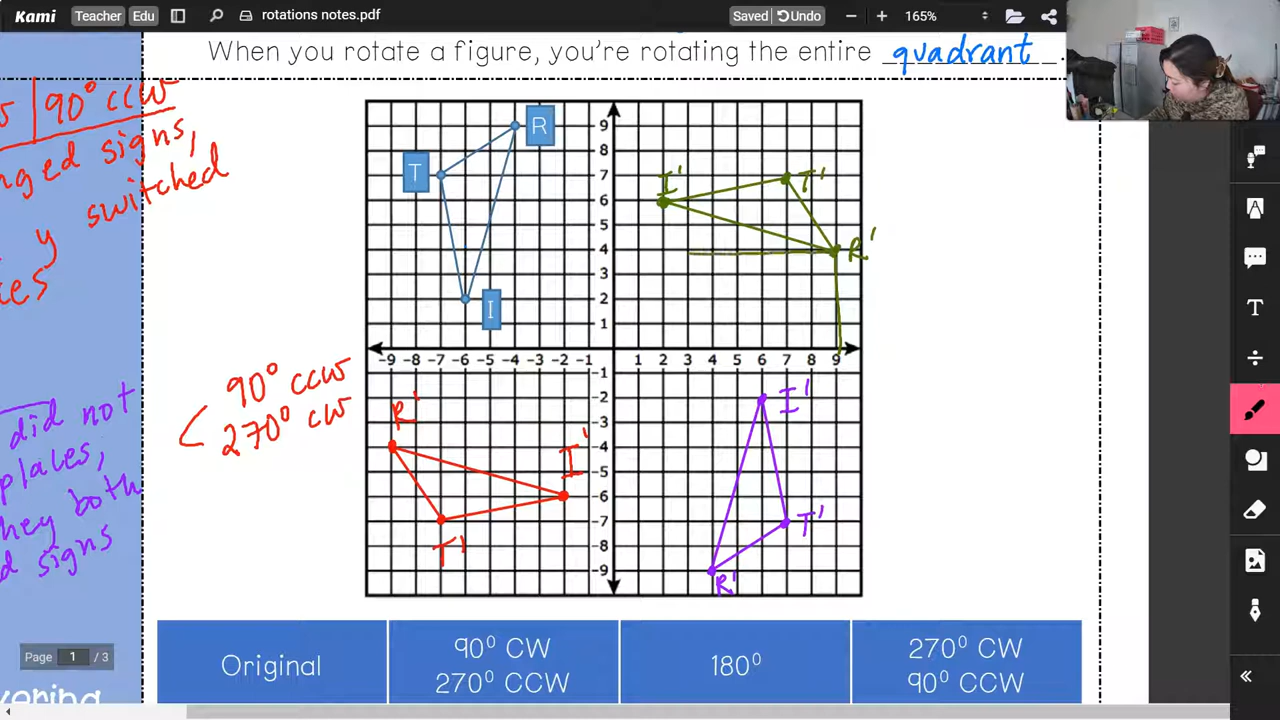 Kami Teacher Edu rotations notes.pdf Saved Undo 165%
When you rotate a figure, you're rotating the entire quadrant.
90° CCW
signs,
switched
y
did not
both
signs
90° CCW
270° CW
R
T
I
I' T' R'
R' I' T'
I' T' R'
9
8
7
6
5
4
3
2
1
-9 -8 -7 -6 -5 -4 -3 -2 -1 1 2 3 4 5 6 7 8 9
-1
-2
-3
-4
-5
-6
-7
-8
-9
Original
90° CW
270° CCW
180°
270° CW
90° CCW
Page 1 / 3